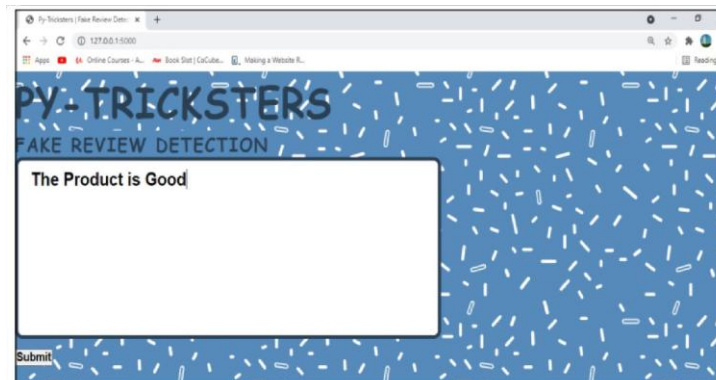 Py-Tricksters | Fake Review Dete
127.0.0.1:5000
Apps
Online Courses - A...
Book Slot | CoCube...
Making a Website R...
Reading
PY-TRICKSTERS
FAKE REVIEW DETECTION
The Product is Good
Submit